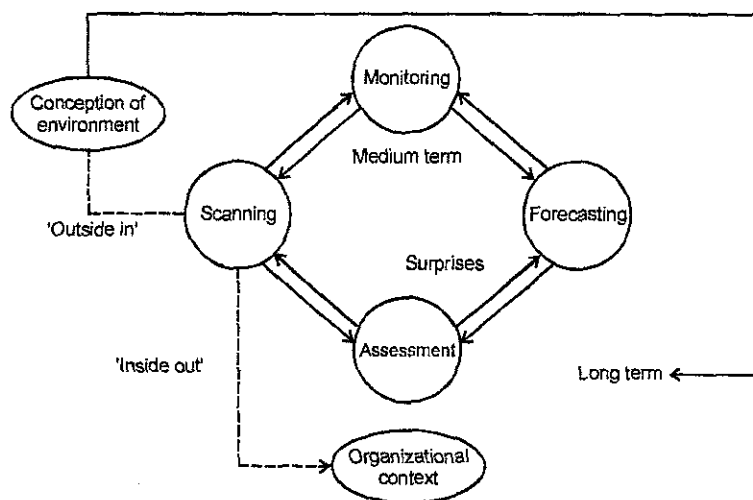 Monitoring
Conception of
environment
Medium term
Scanning
Forecasting
'Outside in'
Surprises
Assessment
'Inside out'
Long term
Organizational
context